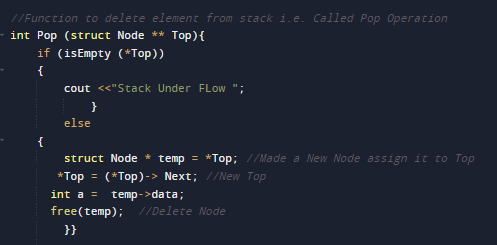 //Function to delete element from stack i.e. Called Pop Operation
int Pop (struct Node ** Top){
if (isEmpty (*Top))
{
cout <<"Stack Under FLow ";
}
else
{
struct Node * temp = *Top; //Made a New Node assign it to Top
*Top = (*Top)-> Next; //New Top
int a = temp->data;
free(temp); //Delete Node
}}